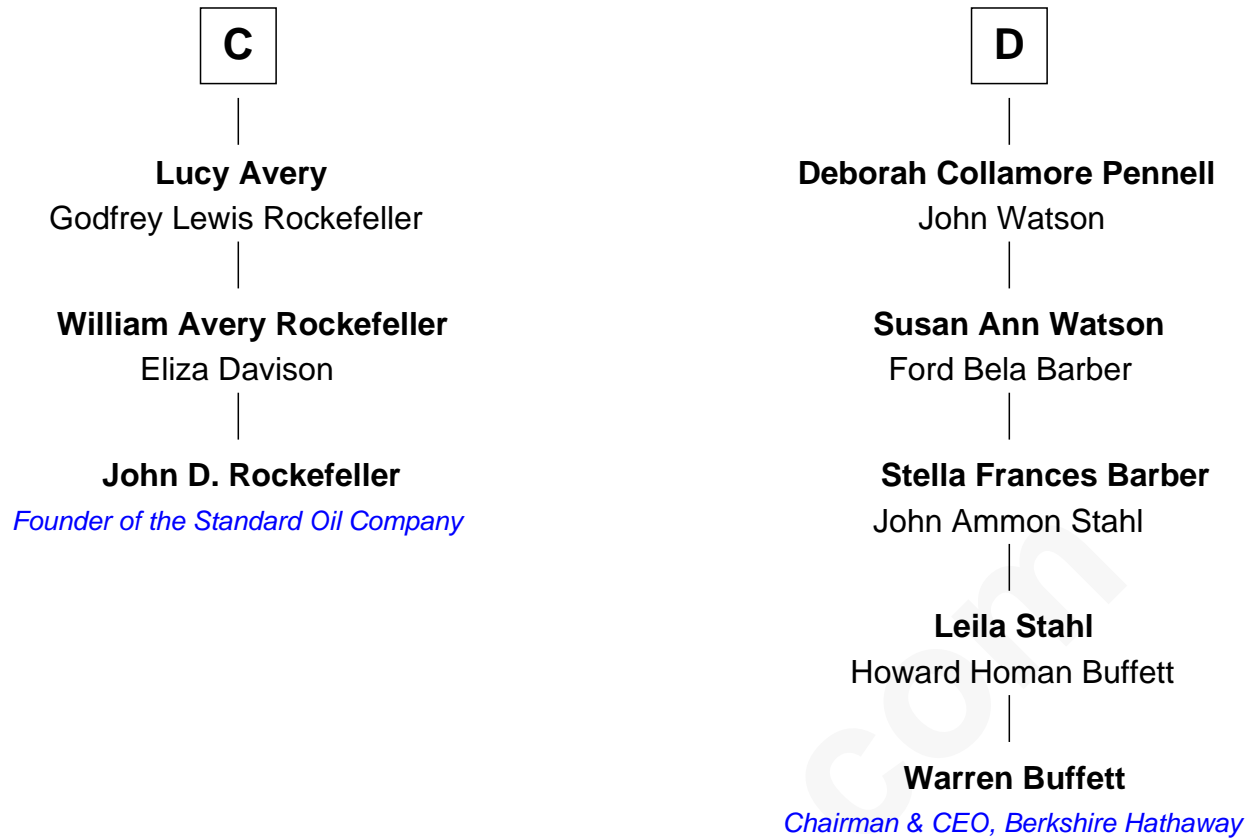 C
Lucy Avery
Godfrey Lewis Rockefeller
William Avery Rockefeller
Eliza Davison
John D. Rockefeller
Founder of the Standard Oil Company
D
Deborah Collamore Pennell
John Watson
Susan Ann Watson
Ford Bela Barber
Stella Frances Barber
John Ammon Stahl
Leila Stahl
Howard Homan Buffett
Warren Buffett
Chairman & CEO, Berkshire Hathaway
com